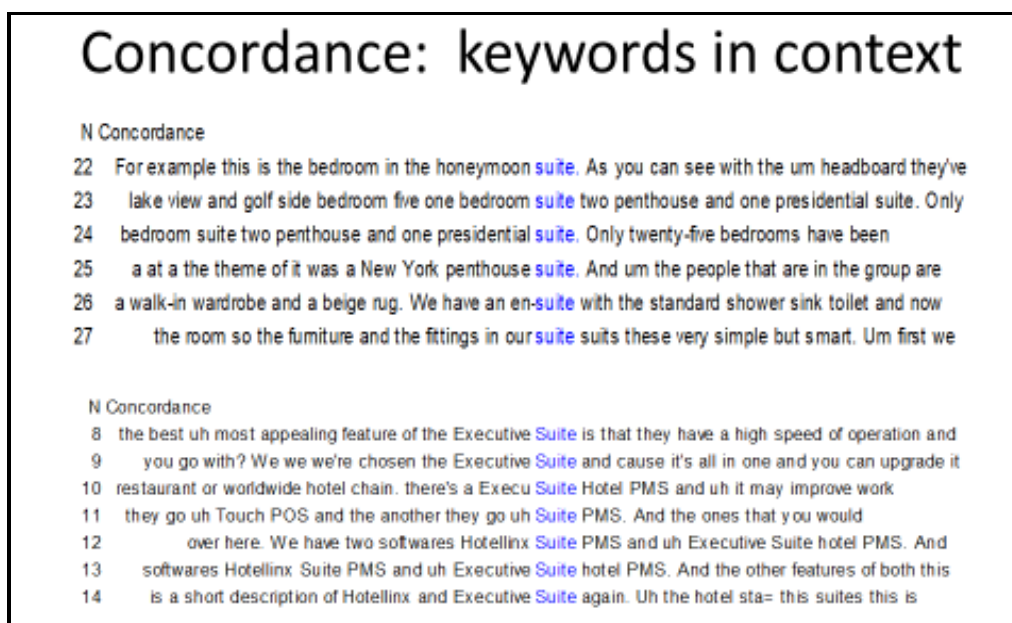 Concordance: keywords in context
N Concordance
22 For example this is the bedroom in the honeymoon suite. As you can see with the um headboard they've
23 lake view and golf side bedroom five one bedroom suite two penthouse and one presidential suite. Only
24 bedroom suite two penthouse and one presidential suite. Only twenty-five bedrooms have been
25 a at a the theme of it was a New York penthouse suite. And um the people that are in the group are
26 a walk-in wardrobe and a beige rug. We have an en-suite with the standard shower sink toilet and now
27 the room so the furniture and the fittings in our suite suits these very simple but smart. Um first we
N Concordance
8 the best uh most appealing feature of the Executive Suite is that they have a high speed of operation and
9 you go with? We we we're chosen the Executive Suite and cause it's all in one and you can upgrade it
10 restaurant or worldwide hotel chain. there's a Execu Suite Hotel PMS and uh it may improve work
11 they go uh Touch POS and the another they go uh Suite PMS. And the ones that you would
12 over here. We have two softwares Hotellinx Suite PMS and uh Executive Suite hotel PMS. And
13 softwares Hotellinx Suite PMS and uh Executive Suite hotel PMS. And the other features of both this
14 is a short description of Hotellinx and Executive Suite again. Uh the hotel sta= this suites this is